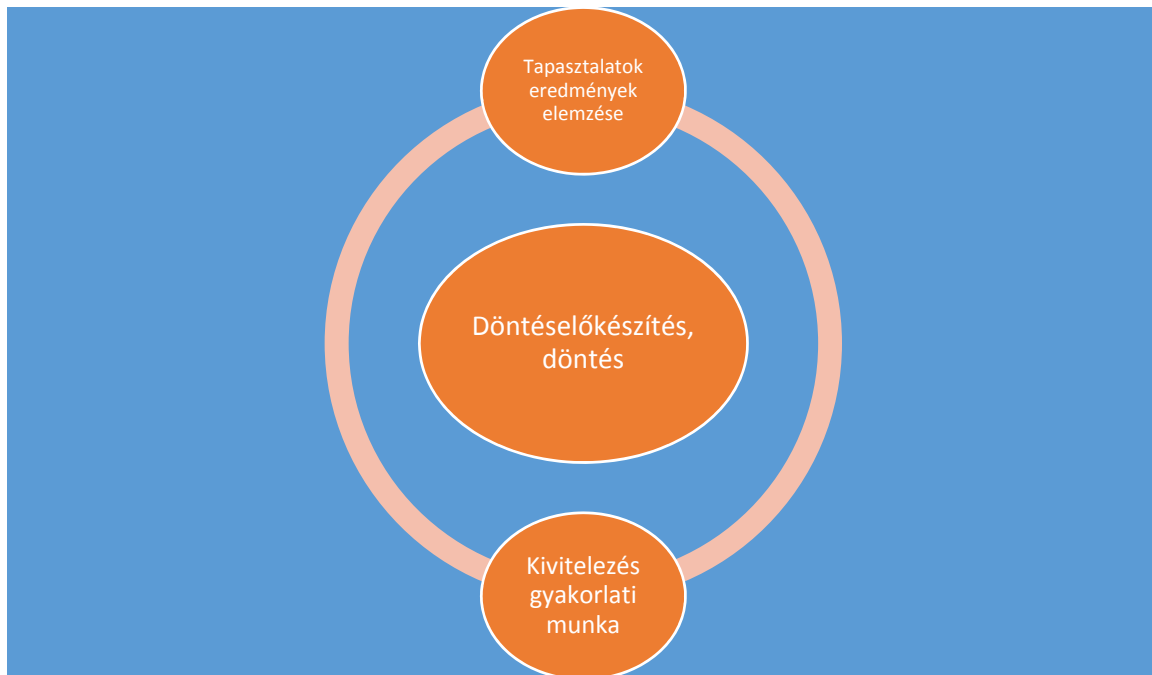 Tapasztalatok
eredmények
elemzése
Döntéselőkészítés,
döntés
Kivitelezés
gyakorlati
munka